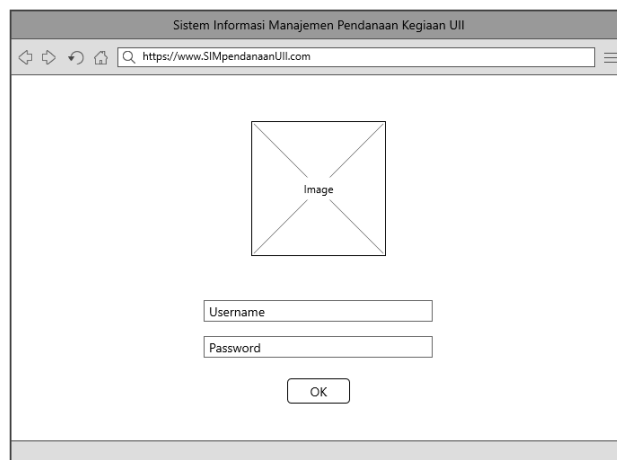 Sistem Informasi Manajemen Pendanaan Kegiaan UII
https://www.SIMpendanaanUII.com
Image
Username
Password
OK